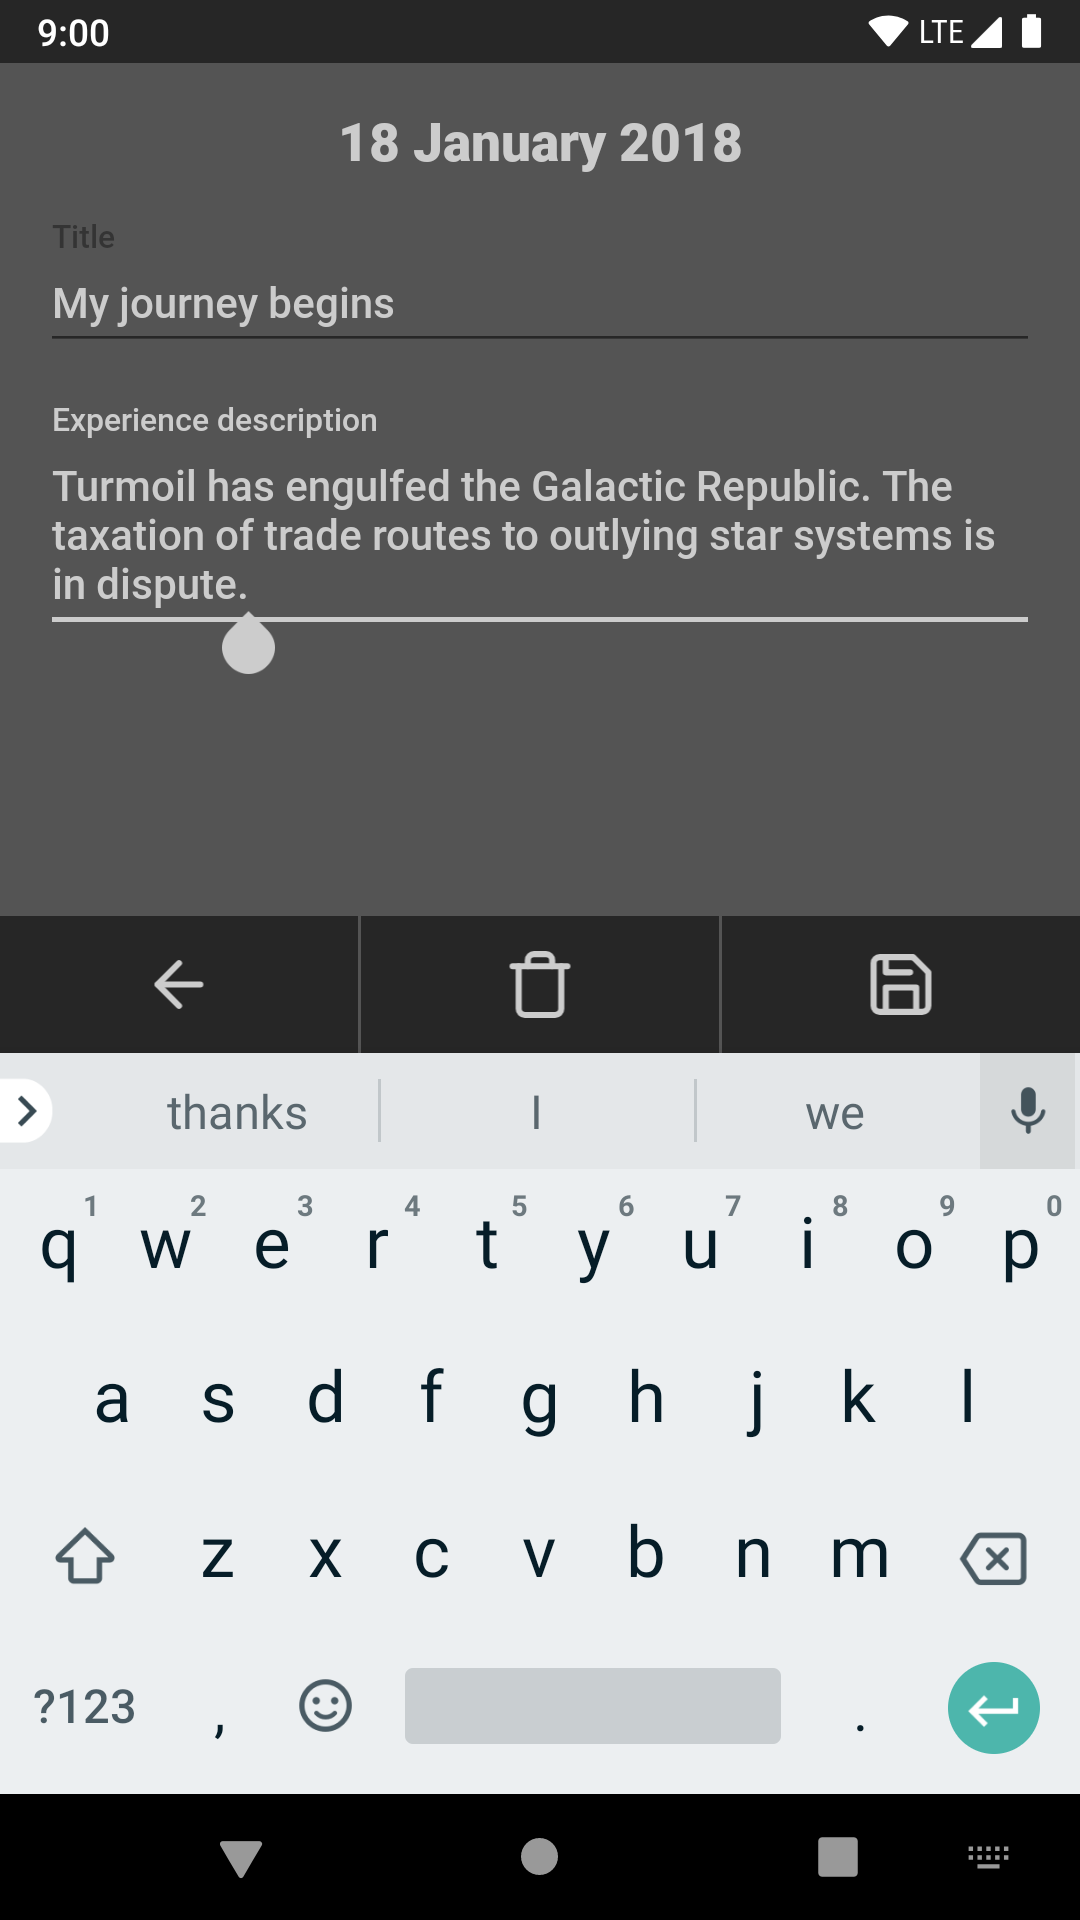 9:00 LTE
18 January 2018
Title
My journey begins
Experience description
Turmoil has engulfed the Galactic Republic. The
taxation of trade routes to outlying star systems is
in dispute.
thanks I we
1 2 3 4 5 6 7 8 9 0
q w e r t y u i o p
a s d f g h j k l
z x c v b n m
?123 , .